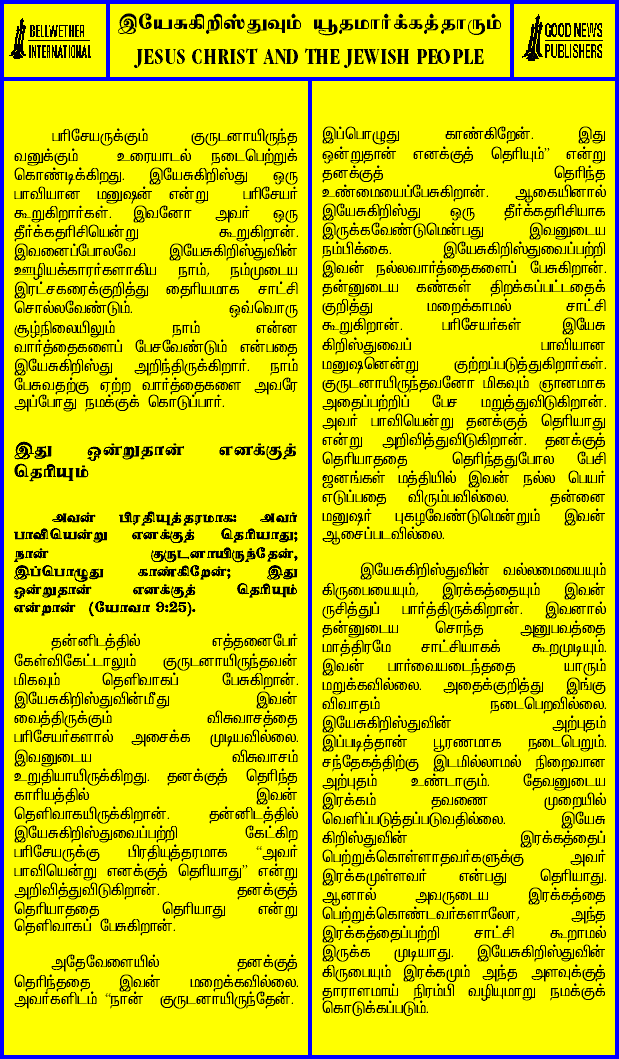 BELLWETHER
INTERNATIONAL
இயேசுகிறிஸ்துவும் யூதமார்க்கத்தாரும்
JESUS CHRIST AND THE JEWISH PEOPLE
GOOD NEWS
PUBLISHERS
பரிசேயருக்கும் குருடனாயிருந்த
வனுக்கும் உரையாடல் நடைபெற்றுக்
கொண்டிக்கிறது. இயேசுகிறிஸ்து ஒரு
பாவியான மனுஷன் என்று பரிசேயர்
கூறுகிறார்கள். இவனோ அவர் ஒரு
தீர்க்கதரிசியென்று கூறுகிறான்.
இவனைப்போலவே இயேசுகிறிஸ்துவின்
ஊழியக்காரர்களாகிய நாம், நம்முடைய
இரட்சகரைக்குறித்து தைரியமாக சாட்சி
சொல்லவேண்டும். ஒவ்வொரு
சூழ்நிலையிலும் நாம் என்ன
வார்த்தைகளைப் பேசவேண்டும் என்பதை
இயேசுகிறிஸ்து அறிந்திருக்கிறார். நாம்
பேசுவதற்கு ஏற்ற வார்த்தைகளை அவரே
அப்போது நமக்குக் கொடுப்பார்.
இது ஒன்றுதான் எனக்குத்
தெரியும்
அவன் பிரதியுத்தரமாக: அவர்
பாவியென்று எனக்குத் தெரியாது;
நான் குருடனாயிருந்தேன்,
இப்பொழுது காண்கிறேன்; இது
ஒன்றுதான் எனக்குத் தெரியும்
என்றான் (யோவா 9:25).
தன்னிடத்தில் எத்தனைபேர்
கேள்விகேட்டாலும் குருடனாயிருந்தவன்
மிகவும் தெளிவாகப் பேசுகிறான்.
இயேசுகிறிஸ்துவின்மீது இவன்
வைத்திருக்கும் விசுவாசத்தை
பரிசேயர்களால் அசைக்க முடியவில்லை.
இவனுடைய விசுவாசம்
உறுதியாயிருக்கிறது. தனக்குத் தெரிந்த
காரியத்தில் இவன்
தெளிவாகயிருக்கிறான். தன்னிடத்தில்
இயேசுகிறிஸ்துவைப்பற்றி கேட்கிற
பரிசேயருக்கு பிரதியுத்தரமாக “அவர்
பாவியென்று எனக்குத் தெரியாது” என்று
அறிவித்துவிடுகிறான். தனக்குத்
தெரியாததை தெரியாது என்று
தெளிவாகப் பேசுகிறான்.
அதேவேளையில் தனக்குத்
தெரிந்ததை இவன் மறைக்கவில்லை.
அவர்களிடம் “நான் குருடனாயிருந்தேன்.
இப்பொழுது காண்கிறேன். இது
ஒன்றுதான் எனக்குத் தெரியும்” என்று
தனக்குத் தெரிந்த
உண்மையைப்பேசுகிறான். ஆகையினால்
இயேசுகிறிஸ்து ஒரு தீர்க்கதரிசியாக
இருக்கவேண்டுமென்பது இவனுடைய
நம்பிக்கை. இயேசுகிறிஸ்துவைப்பற்றி
இவன் நல்லவார்த்தைகளைப் பேசுகிறான்.
தன்னுடைய கண்கள் திறக்கப்பட்டதைக்
குறித்து மறைக்காமல் சாட்சி
கூறுகிறான். பரிசேயர்கள் இயேசு
கிறிஸ்துவைப் பாவியான
மனுஷனென்று குற்றப்படுத்துகிறார்கள்.
குருடனாயிருந்தவனோ மிகவும் ஞானமாக
அதைப்பற்றிப் பேச மறுத்துவிடுகிறான்.
அவர் பாவியென்று தனக்குத் தெரியாது
என்று அறிவித்துவிடுகிறான். தனக்குத்
தெரியாததை தெரிந்ததுபோல பேசி
ஜனங்கள் மத்தியில் இவன் நல்ல பெயர்
எடுப்பதை விரும்பவில்லை. தன்னை
மனுஷர் புகழவேண்டுமென்றும் இவன்
ஆசைப்படவில்லை.
இயேசுகிறிஸ்துவின் வல்லமையையும்
கிருபையையும், இரக்கத்தையும் இவன்
ருசித்துப் பார்த்திருக்கிறான். இவனால்
தன்னுடைய சொந்த அனுபவத்தை
மாத்திரமே சாட்சியாகக் கூறமுடியும்.
இவன் பார்வையடைந்ததை யாரும்
மறுக்கவில்லை. அதைக்குறித்து இங்கு
விவாதம் நடைபெறவில்லை.
இயேசுகிறிஸ்துவின் அற்புதம்
இப்படித்தான் பூரணமாக நடைபெறும்.
சந்தேகத்திற்கு இடமில்லாமல் நிறைவான
அற்புதம் உண்டாகும். தேவனுடைய
இரக்கம் தவணை முறையில்
வெளிப்படுத்தப்படுவதில்லை. இயேசு
கிறிஸ்துவின் இரக்கத்தைப்
பெற்றுக்கொள்ளாதவர்களுக்கு அவர்
இரக்கமுள்ளவர் என்பது தெரியாது.
ஆனால் அவருடைய இரக்கத்தை
பெற்றுக்கொண்டவர்களாலோ, அந்த
இரக்கத்தைப்பற்றி சாட்சி கூறாமல்
இருக்க முடியாது. இயேசுகிறிஸ்துவின்
கிருபையும் இரக்கமும் அந்த அளவுக்குத்
தாராளமாய் நிரம்பி வழியுமாறு நமக்குக்
கொடுக்கப்படும்.